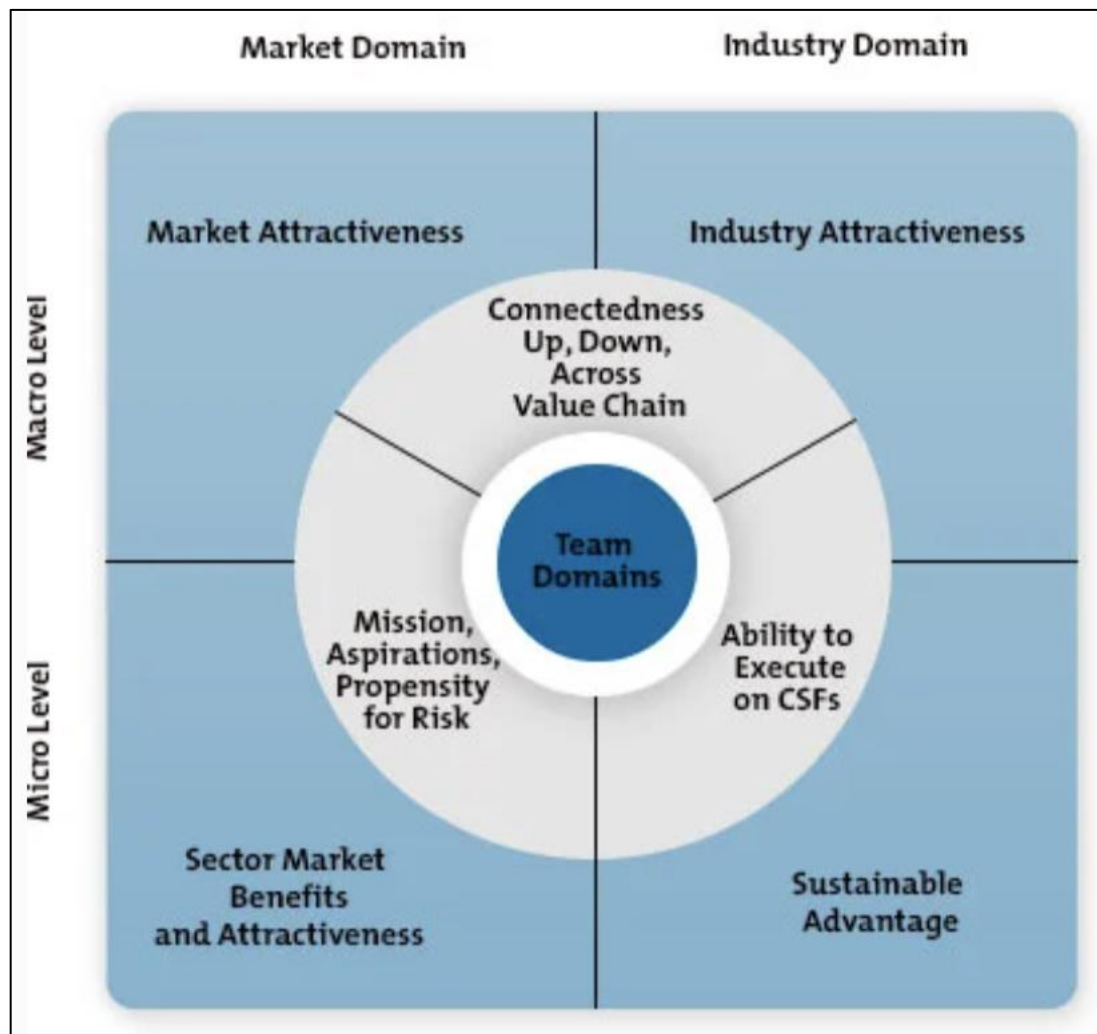 Market Domain
Industry Domain
Market Attractiveness
Industry Attractiveness
Macro Level
Connectedness
Up, Down,
Across
Value Chain
Team
Domains
Mission,
Aspirations,
Propensity
for Risk
Ability to
Execute
on CSFs
Micro Level
Sector Market
Benefits
and Attractiveness
Sustainable
Advantage